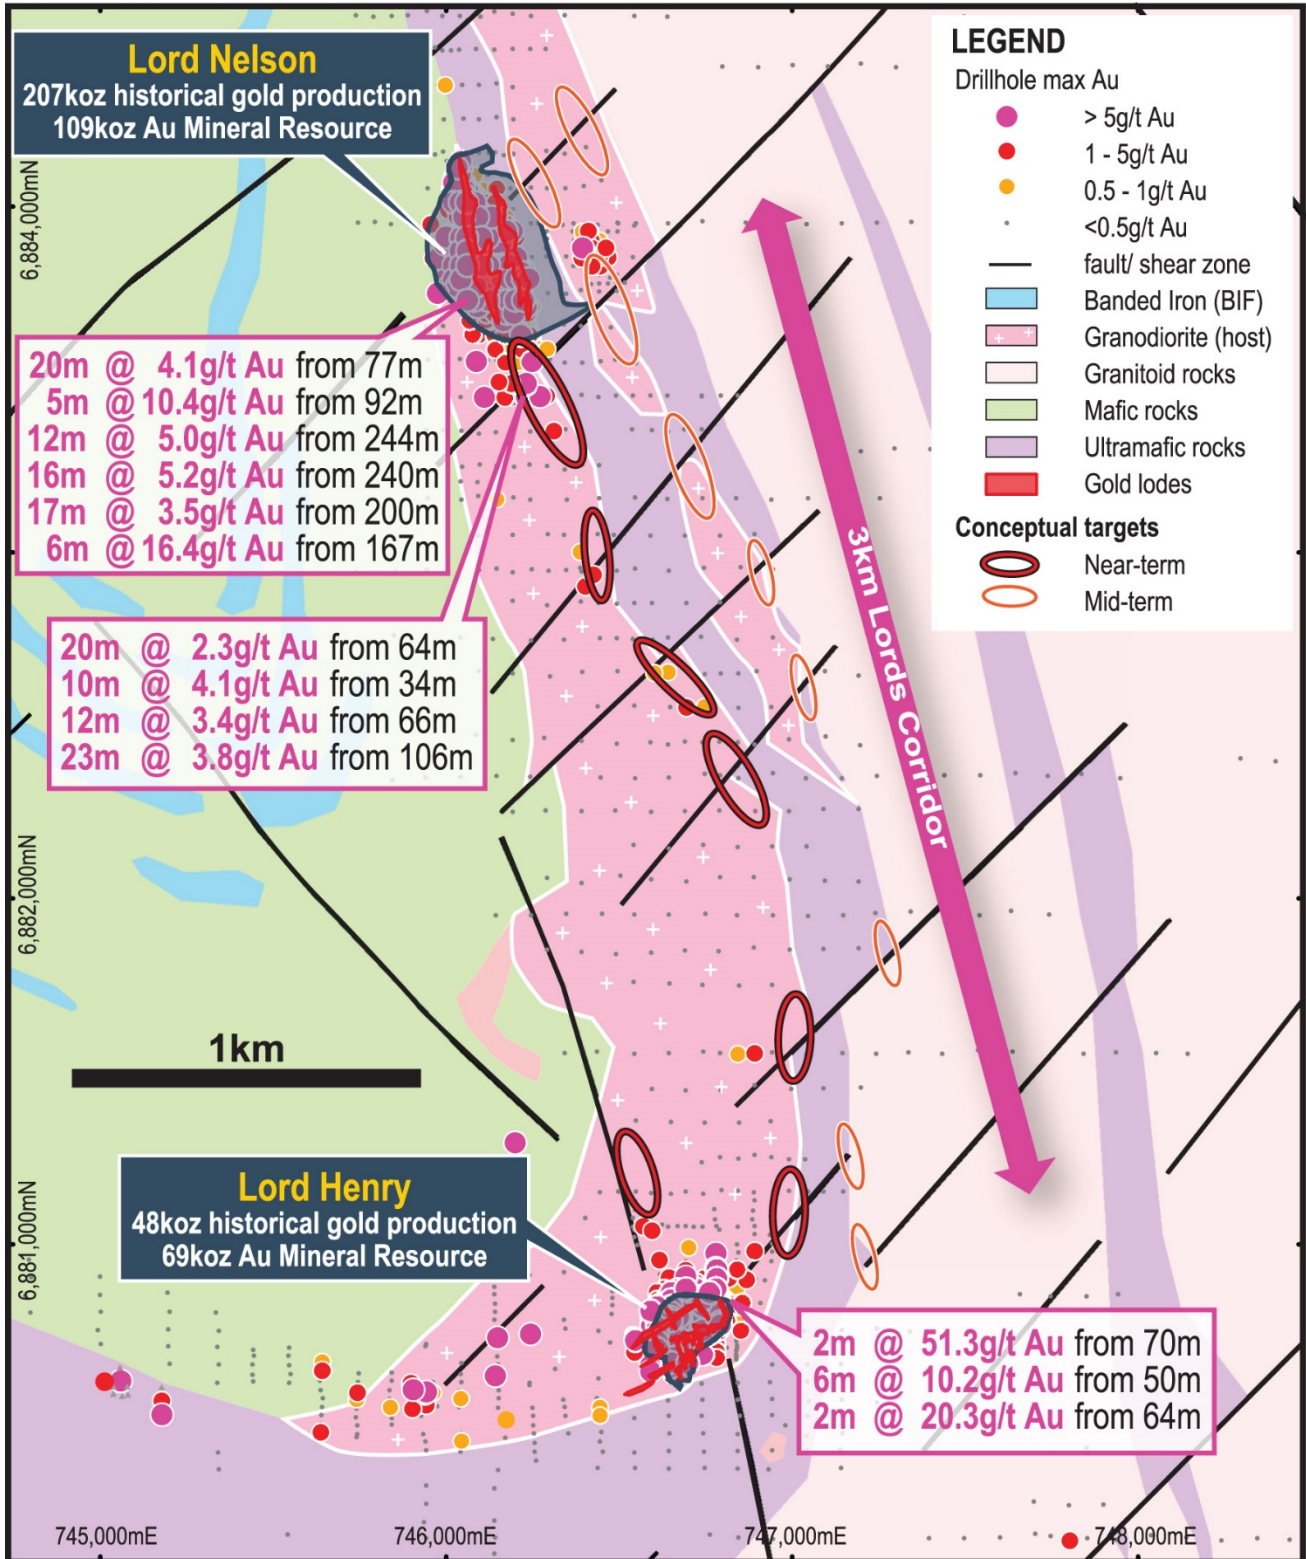 Lord Nelson
207koz historical gold production
109koz Au Mineral Resource
LEGEND
Drillhole max Au
> 5g/t Au
1 - 5g/t Au
0.5 - 1g/t Au
<0.5g/t Au
fault/ shear zone
Banded Iron (BIF)
Granodiorite (host)
Granitoid rocks
Mafic rocks
Ultramafic rocks
Gold lodes
Conceptual targets
Near-term
Mid-term
6,884,000mN
20m @ 4.1g/t Au from 77m
5m @ 10.4g/t Au from 92m
12m @ 5.0g/t Au from 244m
16m @ 5.2g/t Au from 240m
17m @ 3.5g/t Au from 200m
6m @ 16.4g/t Au from 167m
20m @ 2.3g/t Au from 64m
10m @ 4.1g/t Au from 34m
12m @ 3.4g/t Au from 66m
23m @ 3.8g/t Au from 106m
3km Lords Corridor
6,882,000mN
1km
Lord Henry
48koz historical gold production
69koz Au Mineral Resource
6,881,000mN
2m @ 51.3g/t Au from 70m
6m @ 10.2g/t Au from 50m
2m @ 20.3g/t Au from 64m
745,000mE
746,000mE
747,000mE
748,000mE